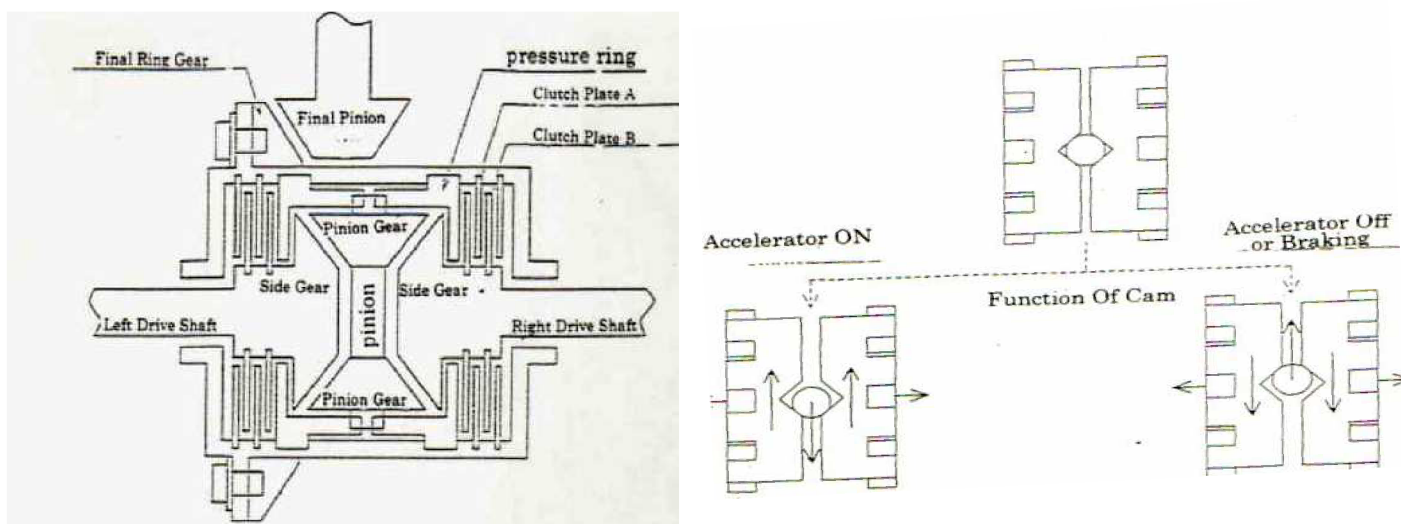 Final Ring Gear
pressure ring
Clutch Plate A
Final Pinion
Clutch Plate B
Pinion Gear
Side Gear
Side Gear
pinion
Left Drive Shaft
Right Drive Shaft
Pinion Gear
Accelerator ON
Accelerator Off
or Braking
Function Of Cam